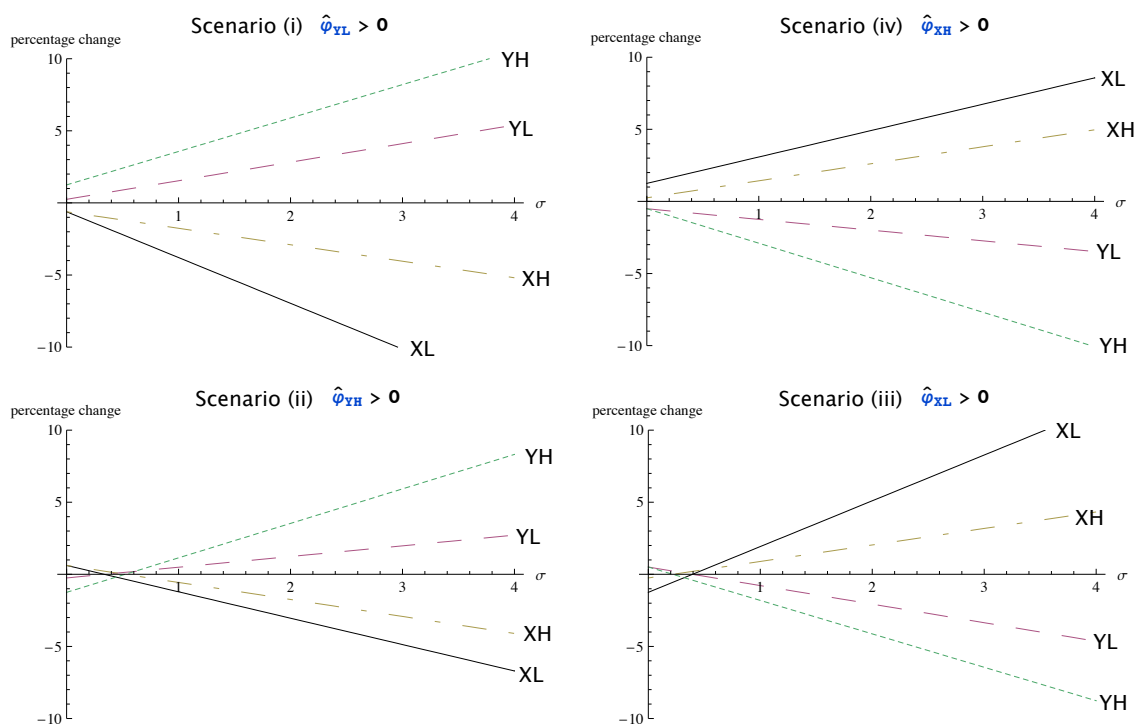 Scenario (i) φ̂YL > 0
percentage change
10
YH
5
YL
1
2
3
4
σ
−5
XH
−10
XL
Scenario (iv) φ̂XH > 0
percentage change
10
XL
5
XH
1
2
3
4
σ
YL
−5
−10
YH
Scenario (ii) φ̂YH > 0
percentage change
10
YH
5
YL
1
2
3
4
σ
XH
−5
XL
−10
Scenario (iii) φ̂XL > 0
percentage change
10
XL
5
XH
1
2
3
4
σ
YL
−5
YH
−10